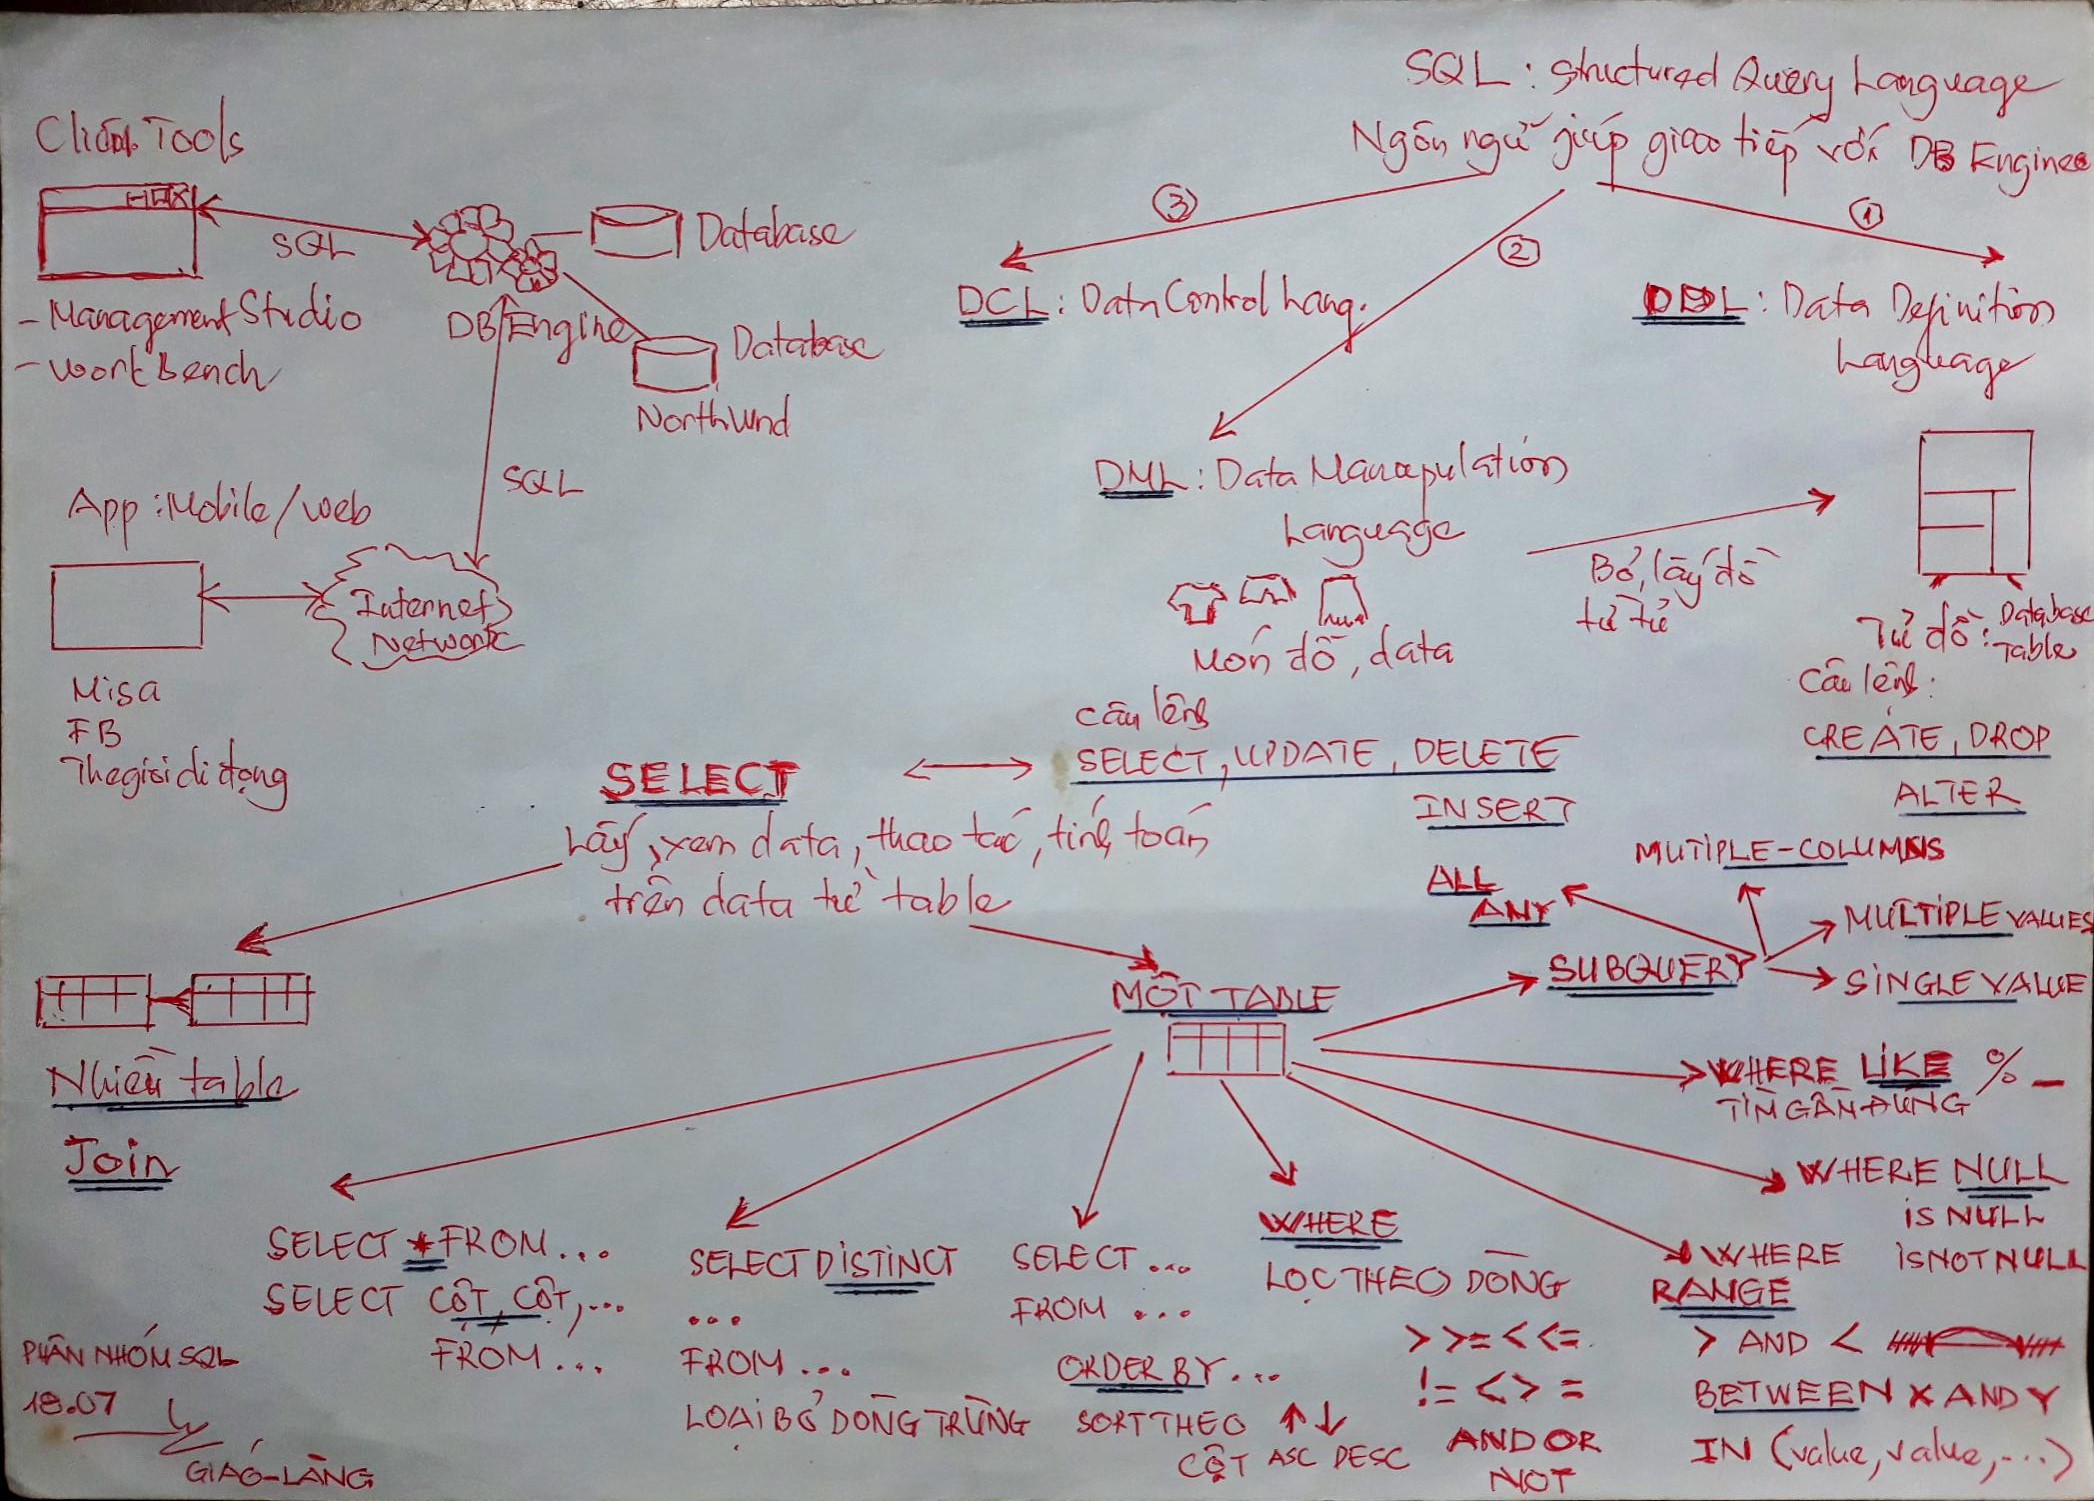 SQL : Structured Query Language
Ngôn ngữ giúp giao tiếp với DB Engines
Client Tools
SQL
- Management Studio
- Work Bench
DB Engine
Database
Database
NorthWnd
SQL
App : Mobile / web
Internet
Network
Misa
FB
Thegioididong
③
②
①
DCL : Data Control Lang.
DDL : Data Definition
Language
DML : Data Manapulation
Language
Món đồ, data
Bỏ, lấy đồ
từ tủ
Tủ đồ : Database
Table
Câu lệnh
SELECT, UPDATE, DELETE
INSERT
Câu lệnh :
CREATE, DROP
ALTER
SELECT
Lấy, xem data, thao tác, tính toán
trên data từ table
Nhiều table
Join
MỘT TABLE
SUBQUERY
ALL
ANY
MUTIPLE-COLUMNS
MULTIPLE VALUES
SINGLE VALUE
WHERE LIKE % _
TÌM GẦN ĐÚNG
WHERE NULL
IS NULL
IS NOT NULL
WHERE
RANGE
> AND <
BETWEEN X AND Y
IN (value, value, ...)
WHERE
LỌC THEO DÒNG
> >= < <=
!= <> =
AND OR
NOT
SELECT ...
FROM ...
ORDER BY ...
SORT THEO ↑↓
CỘT ASC DESC
SELECT DISTINCT
...
FROM ...
LOẠI BỎ DÒNG TRÙNG
SELECT * FROM ...
SELECT CỘT, CỘT, ...
FROM ...
PHÂN NHÓM SQL
18.07
GIÁO-LÀNG